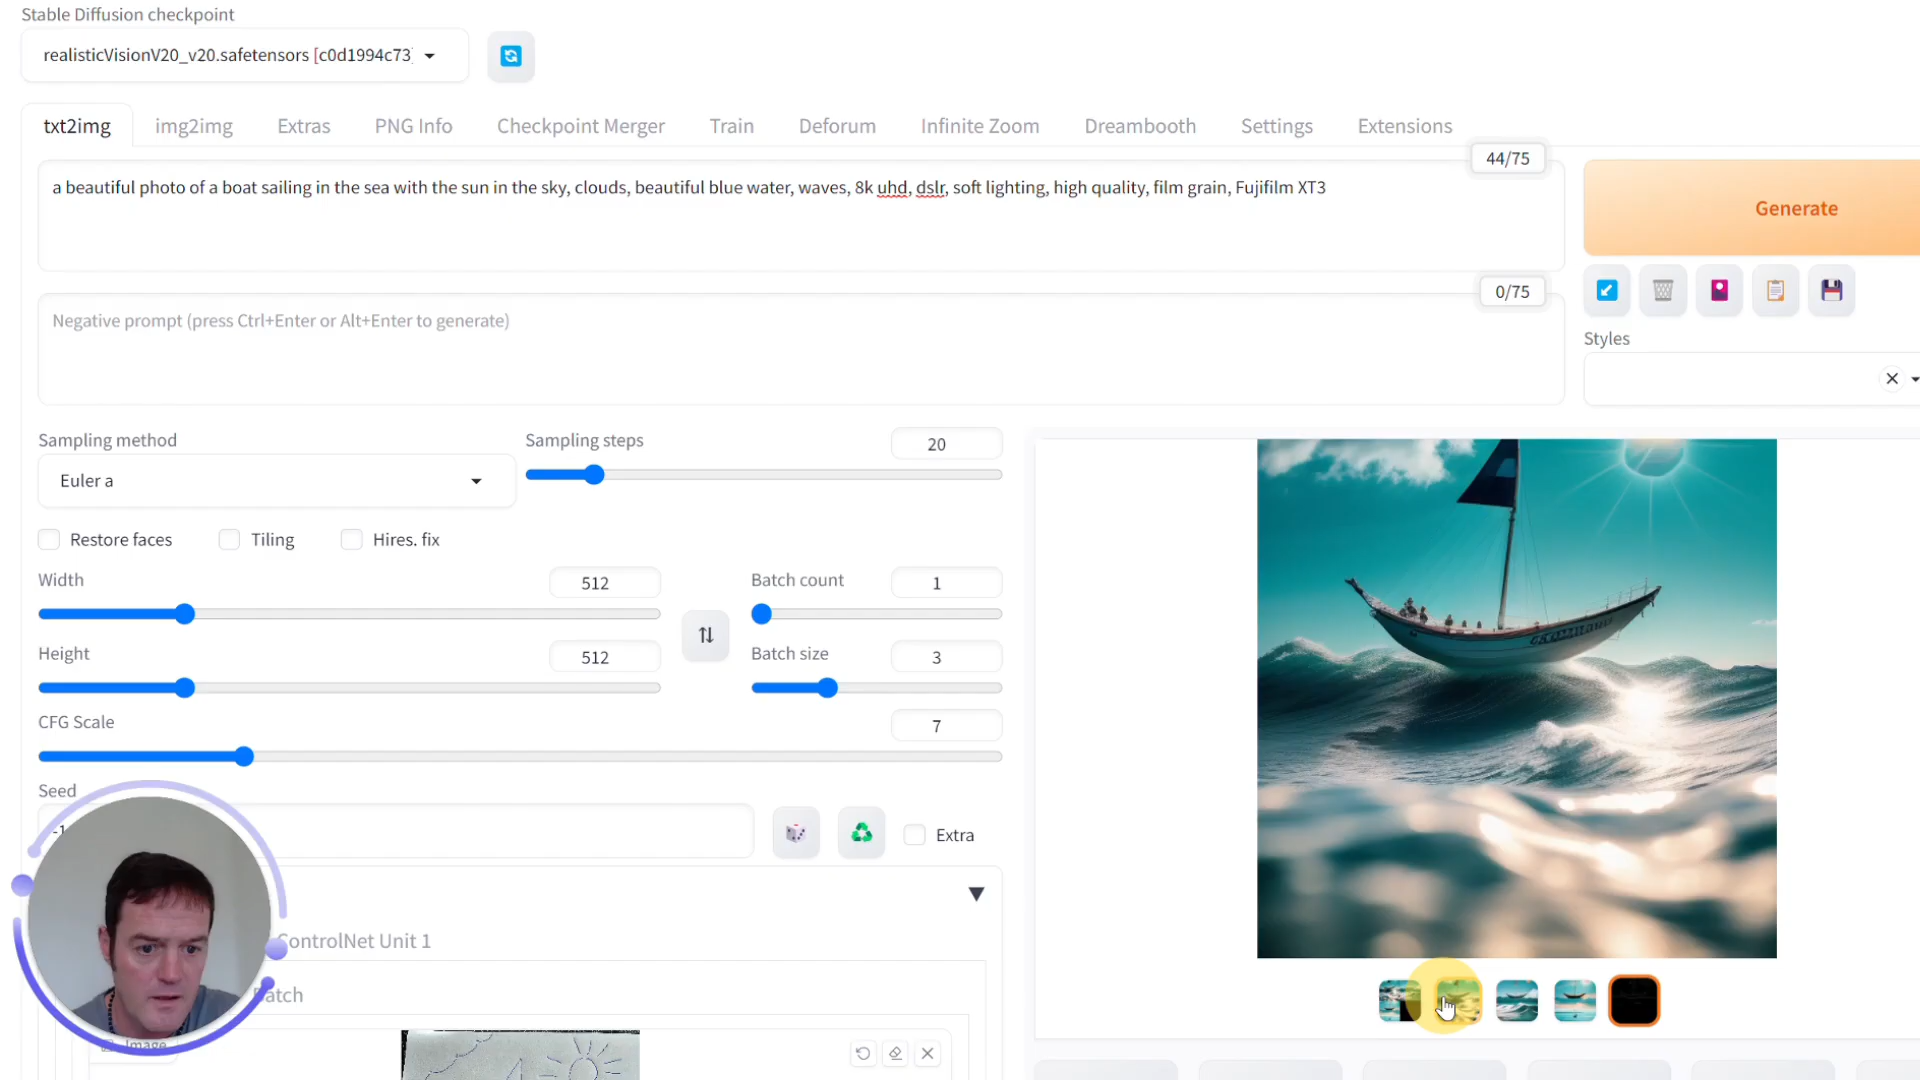 Stable Diffusion checkpoint
realisticVisionV20_v20.safetensors [c0d1994c73]
txt2img
img2img
Extras
PNG Info
Checkpoint Merger
Train
Deforum
Infinite Zoom
Dreambooth
Settings
Extensions
44/75
a beautiful photo of a boat sailing in the sea with the sun in the sky, clouds, beautiful blue water, waves, 8k uhd, dslr, soft lighting, high quality, film grain, Fujifilm XT3
Generate
0/75
Negative prompt (press Ctrl+Enter or Alt+Enter to generate)
Styles
Sampling method
Sampling steps
20
Euler a
Restore faces
Tiling
Hires. fix
Width
512
Batch count
1
Height
512
Batch size
3
CFG Scale
7
Seed
-1
Extra
ControlNet Unit 1
Batch
Image